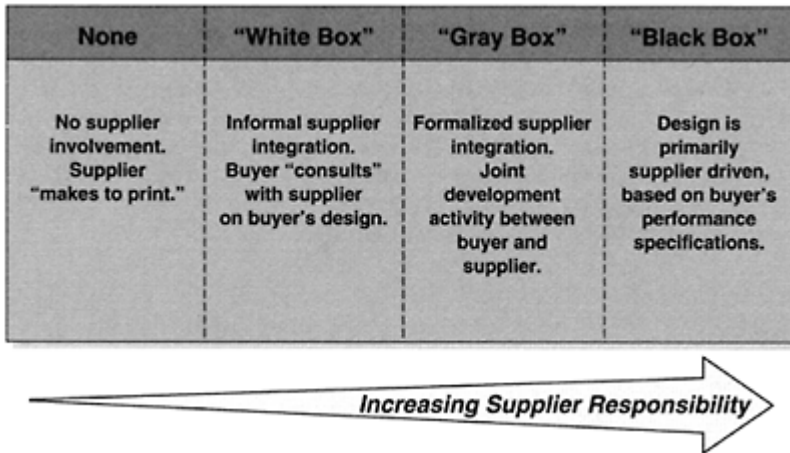 None
"White Box"
"Gray Box"
"Black Box"
No supplier
involvement.
Supplier
"makes to print."
Informal supplier
integration.
Buyer "consults"
with supplier
on buyer's design.
Formalized supplier
integration.
Joint
development
activity between
buyer and
supplier.
Design is
primarily
supplier driven,
based on buyer's
performance
specifications.
Increasing Supplier Responsibility